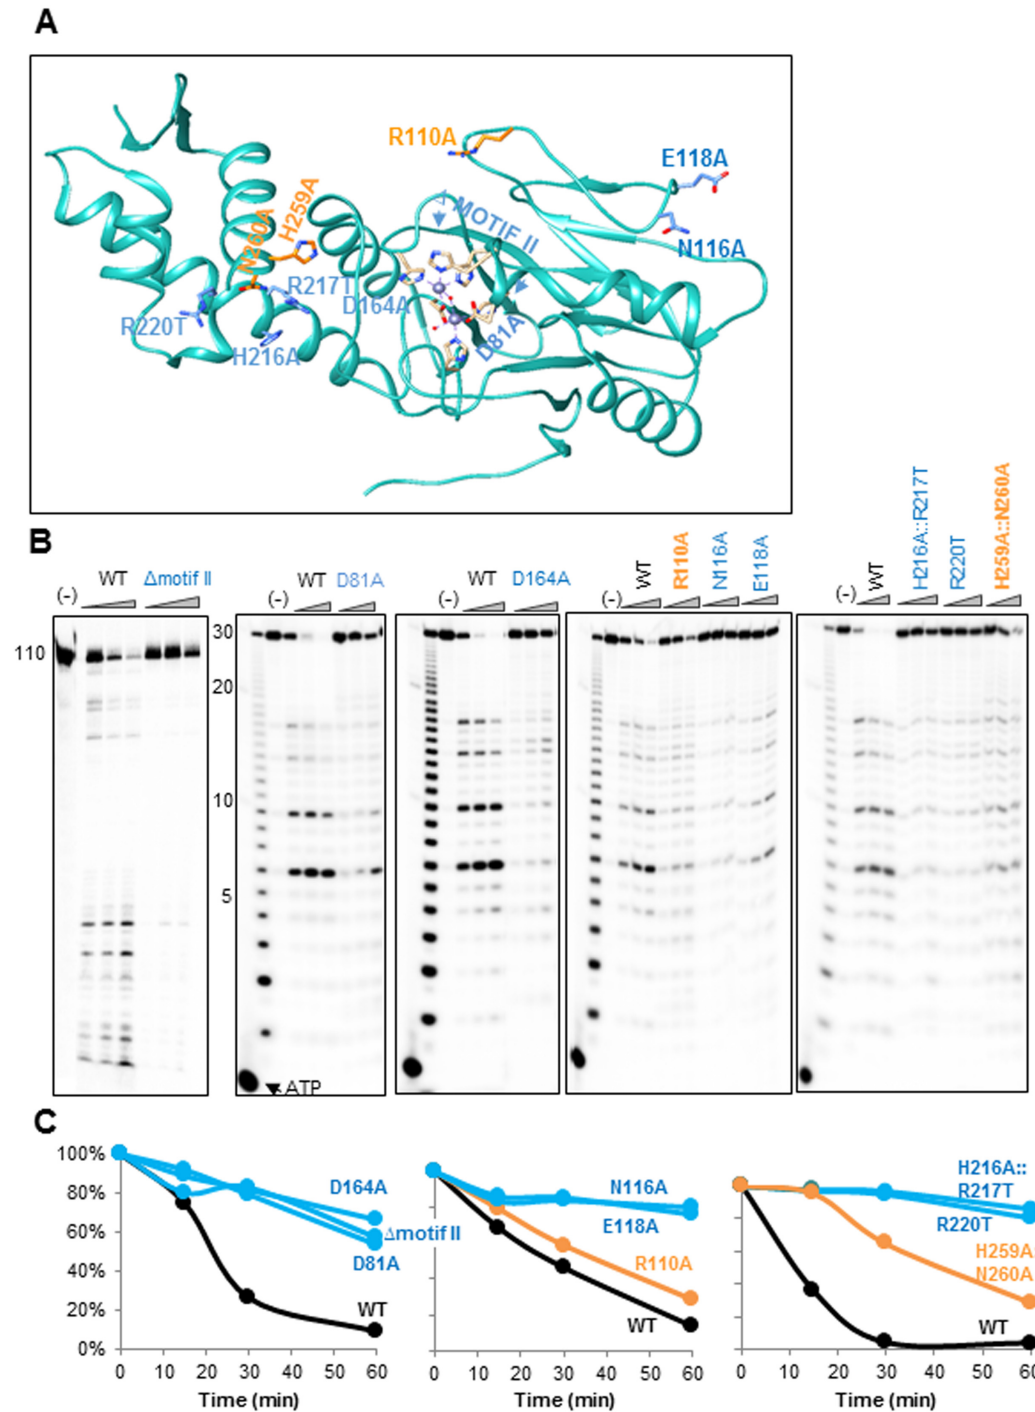 A
R110A
E118A
Δ MOTIF II
N116A
N260A
H259A
R217T
D164A
R220T
H216A
D81A
B
(-)
WT
Δmotif II
(-)
WT
D81A
(-)
WT
D164A
(-)
WT
R110A
N116A
E118A
(-)
WT
H216A::R217T
R220T
H259A::N260A
110
30
20
10
5
ATP
C
100%
80%
60%
40%
20%
0%
D164A
Δmotif II
D81A
WT
0 10 20 30 40 50 60
Time (min)
N116A
E118A
R110A
WT
0 10 20 30 40 50 60
Time (min)
H216A::
R217T
R220T
H259A
N260A
WT
0 10 20 30 40 50 60
Time (min)